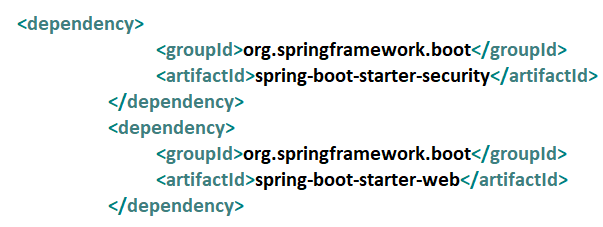 <dependency>
<groupId>org.springframework.boot</groupId>
<artifactId>spring-boot-starter-security</artifactId>
</dependency>
<dependency>
<groupId>org.springframework.boot</groupId>
<artifactId>spring-boot-starter-web</artifactId>
</dependency>